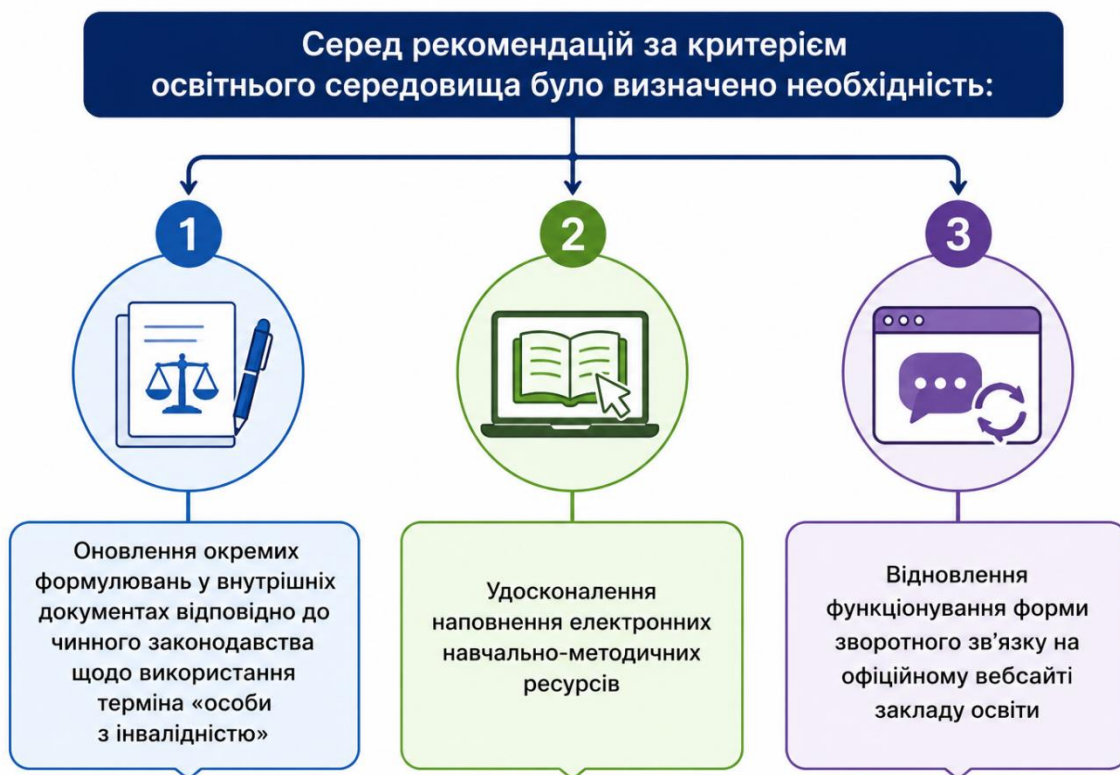 Серед рекомендацій за критерієм
освітнього середовища було визначено необхідність:
1
2
3
Оновлення окремих
формулювань у внутрішніх
документах відповідно до
чинного законодавства
щодо використання
терміна «особи
з інвалідністю»
Удосконалення
наповнення електронних
навчально-методичних
ресурсів
Відновлення
функціонування форми
зворотного зв’язку на
офіційному вебсайті
закладу освіти